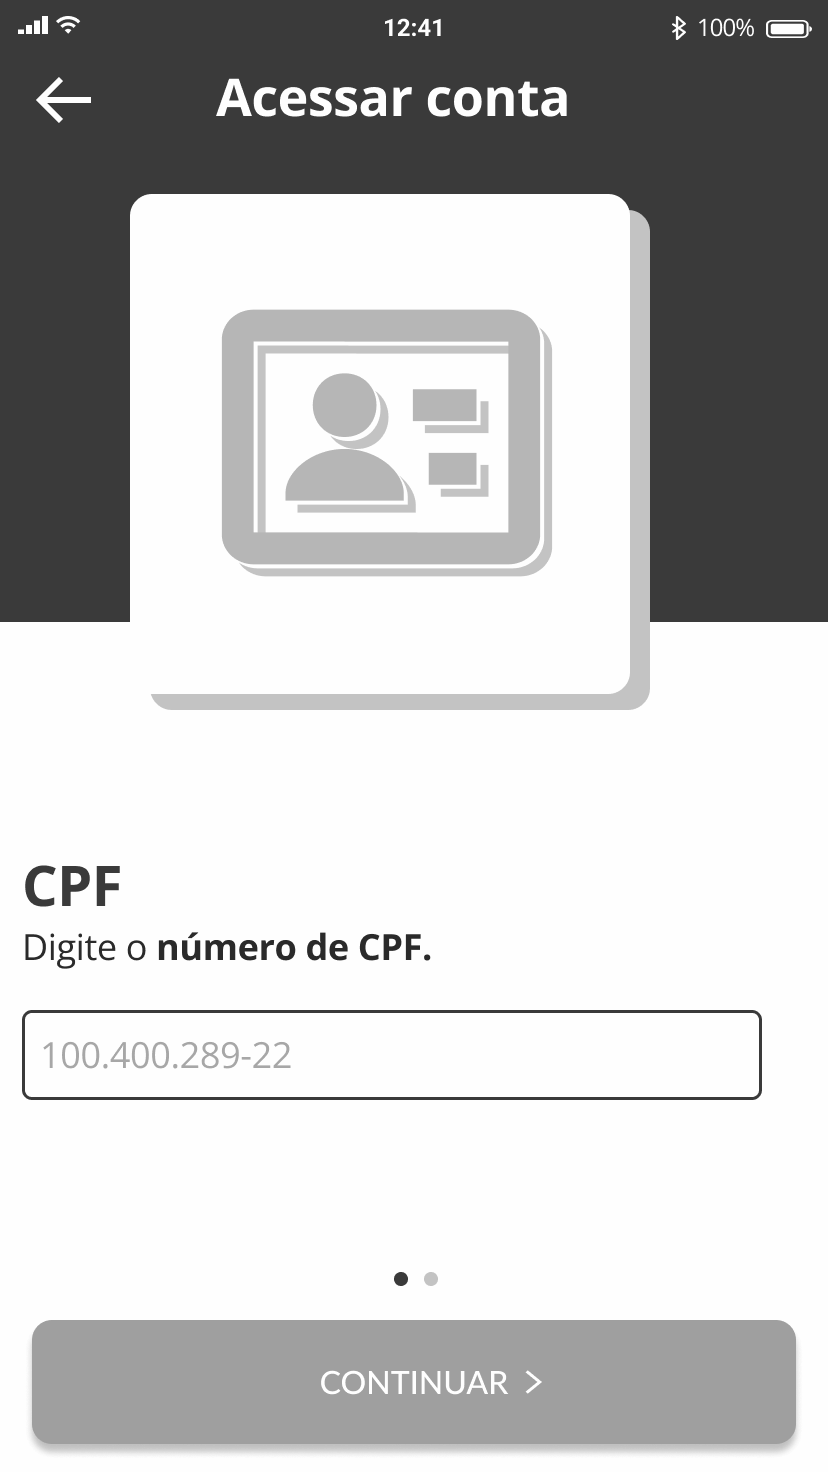 12:41
100%
Acessar conta
CPF
Digite o número de CPF.
100.400.289-22
CONTINUAR >